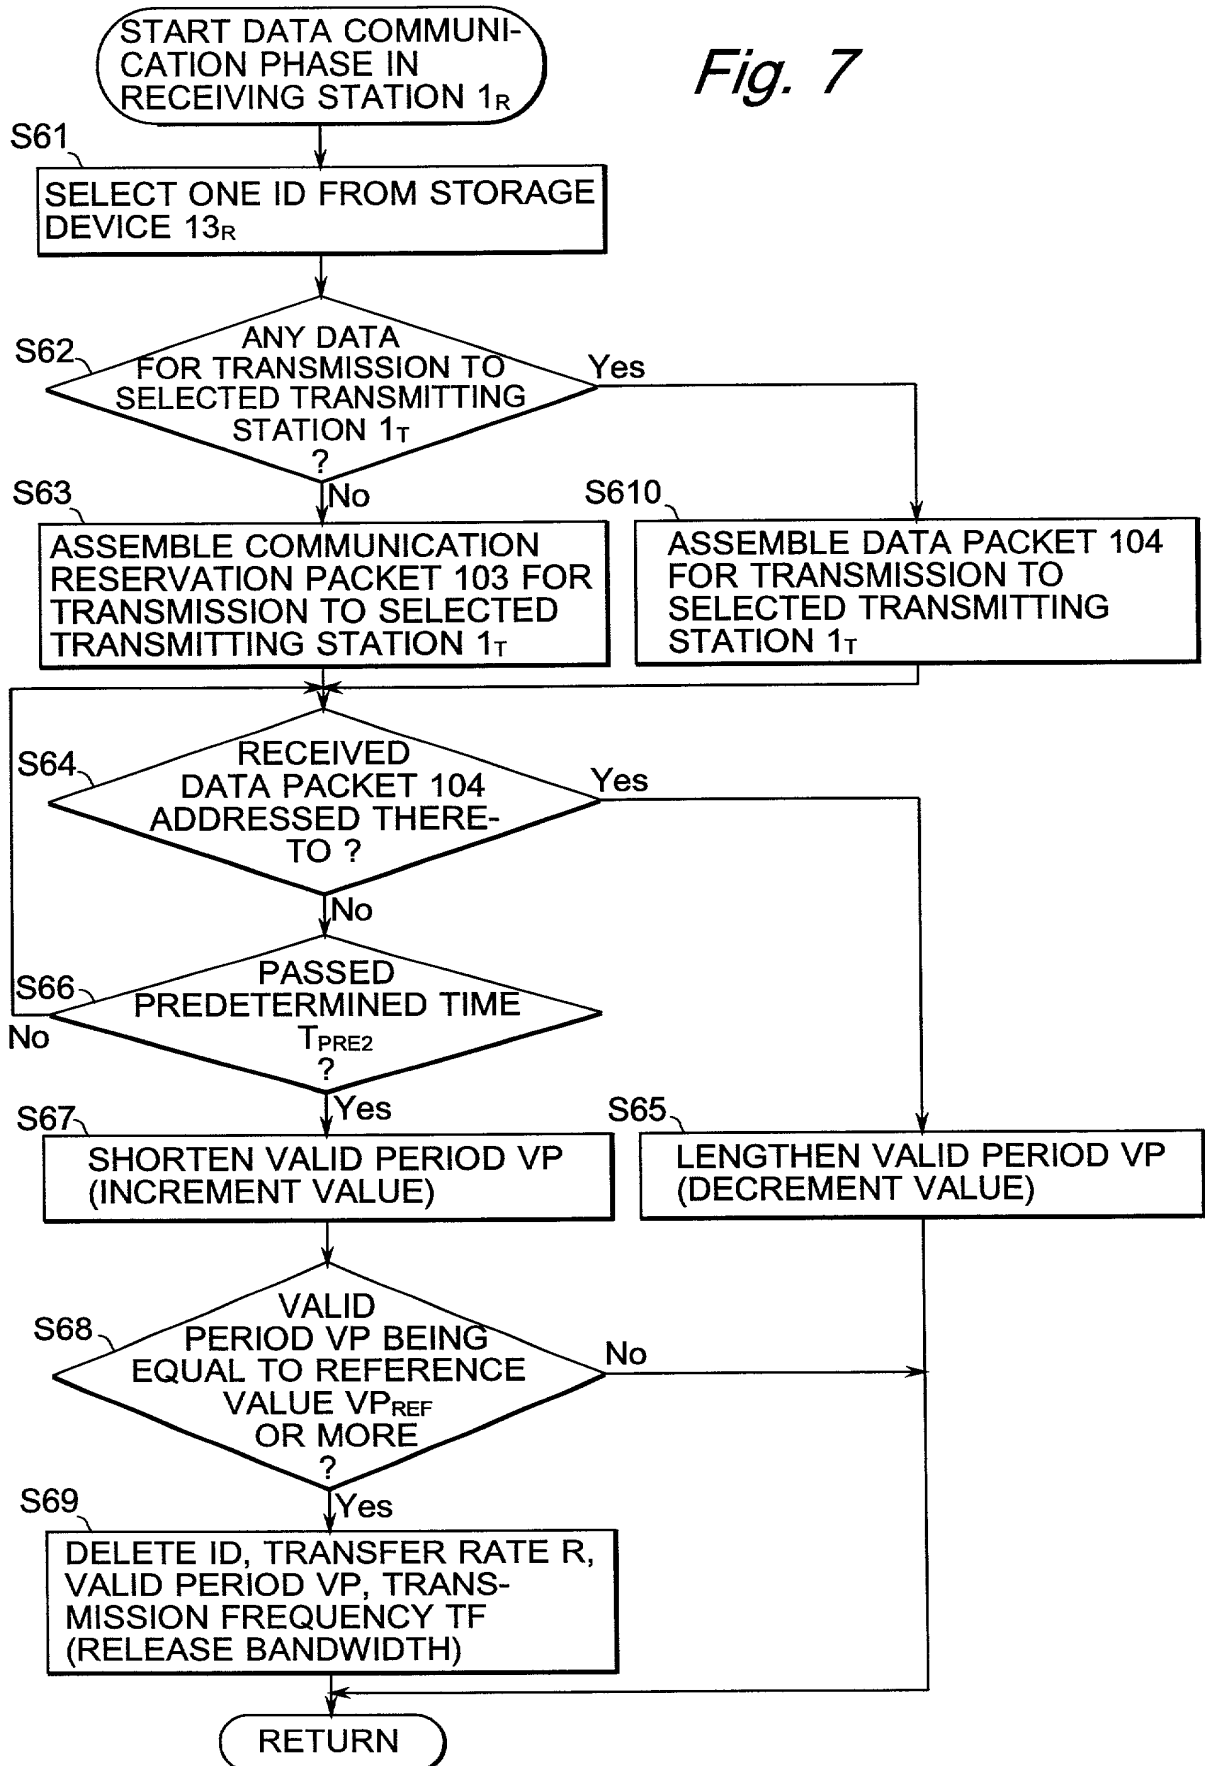 START DATA COMMUNI-
CATION PHASE IN
RECEIVING STATION 1R
Fig. 7
S61
SELECT ONE ID FROM STORAGE
DEVICE 13R
S62
ANY DATA
FOR TRANSMISSION TO
SELECTED TRANSMITTING
STATION 1T
?
Yes
No
S63
ASSEMBLE COMMUNICATION
RESERVATION PACKET 103 FOR
TRANSMISSION TO SELECTED
TRANSMITTING STATION 1T
S610
ASSEMBLE DATA PACKET 104
FOR TRANSMISSION TO
SELECTED TRANSMITTING
STATION 1T
S64
RECEIVED
DATA PACKET 104
ADDRESSED THERE-
TO ?
Yes
No
S66
PASSED
PREDETERMINED TIME
TPRE2
?
No
Yes
S67
SHORTEN VALID PERIOD VP
(INCREMENT VALUE)
S65
LENGTHEN VALID PERIOD VP
(DECREMENT VALUE)
S68
VALID
PERIOD VP BEING
EQUAL TO REFERENCE
VALUE VPREF
OR MORE
?
No
Yes
S69
DELETE ID, TRANSFER RATE R,
VALID PERIOD VP, TRANS-
MISSION FREQUENCY TF
(RELEASE BANDWIDTH)
RETURN